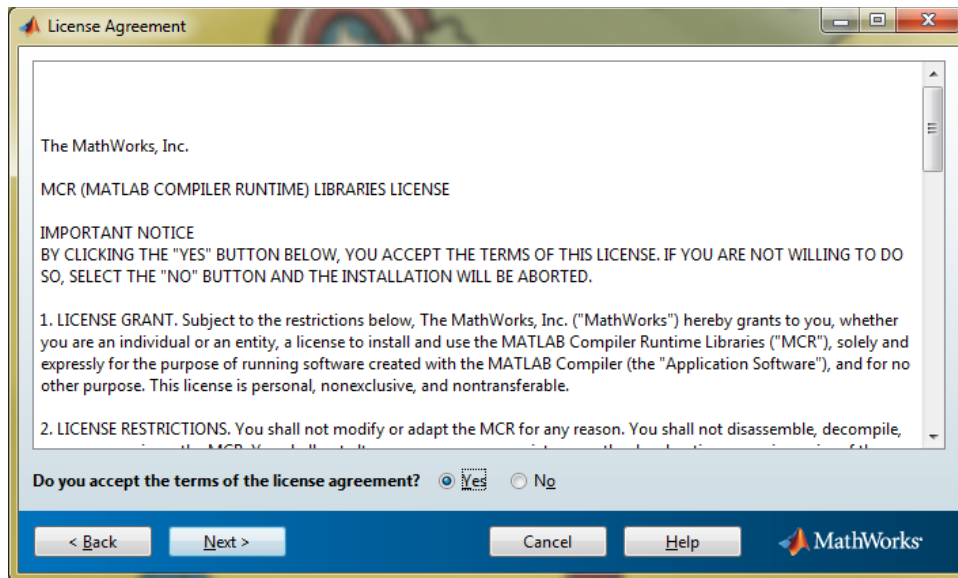 License Agreement
The MathWorks, Inc.
MCR (MATLAB COMPILER RUNTIME) LIBRARIES LICENSE
IMPORTANT NOTICE
BY CLICKING THE "YES" BUTTON BELOW, YOU ACCEPT THE TERMS OF THIS LICENSE. IF YOU ARE NOT WILLING TO DO
SO, SELECT THE "NO" BUTTON AND THE INSTALLATION WILL BE ABORTED.
1. LICENSE GRANT. Subject to the restrictions below, The MathWorks, Inc. ("MathWorks") hereby grants to you, whether
you are an individual or an entity, a license to install and use the MATLAB Compiler Runtime Libraries ("MCR"), solely and
expressly for the purpose of running software created with the MATLAB Compiler (the "Application Software"), and for no
other purpose. This license is personal, nonexclusive, and nontransferable.
2. LICENSE RESTRICTIONS. You shall not modify or adapt the MCR for any reason. You shall not disassemble, decompile,
Do you accept the terms of the license agreement? Yes No
< Back Next > Cancel Help MathWorks